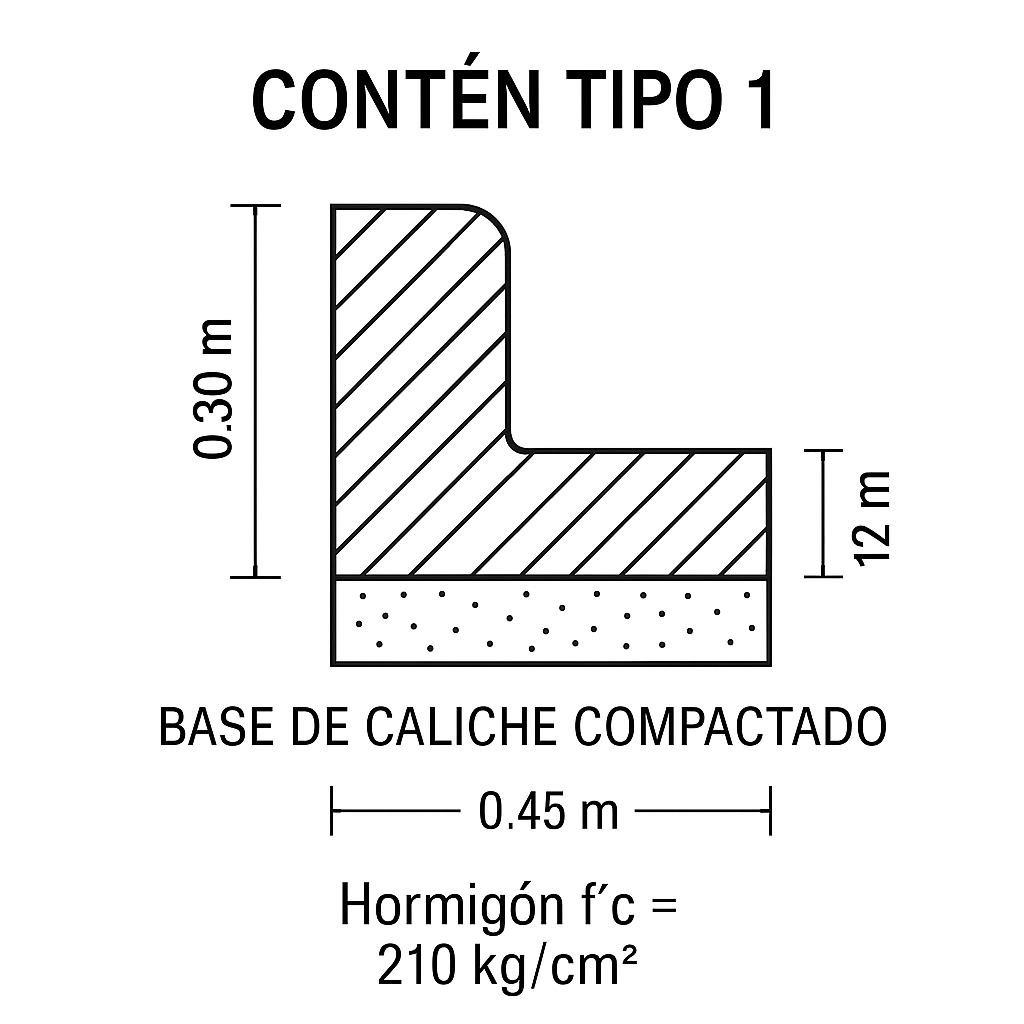 CONTÉN TIPO 1
0.30 m
12 m
BASE DE CALICHE COMPACTADO
0.45 m
Hormigón f´c =
210 kg/cm²